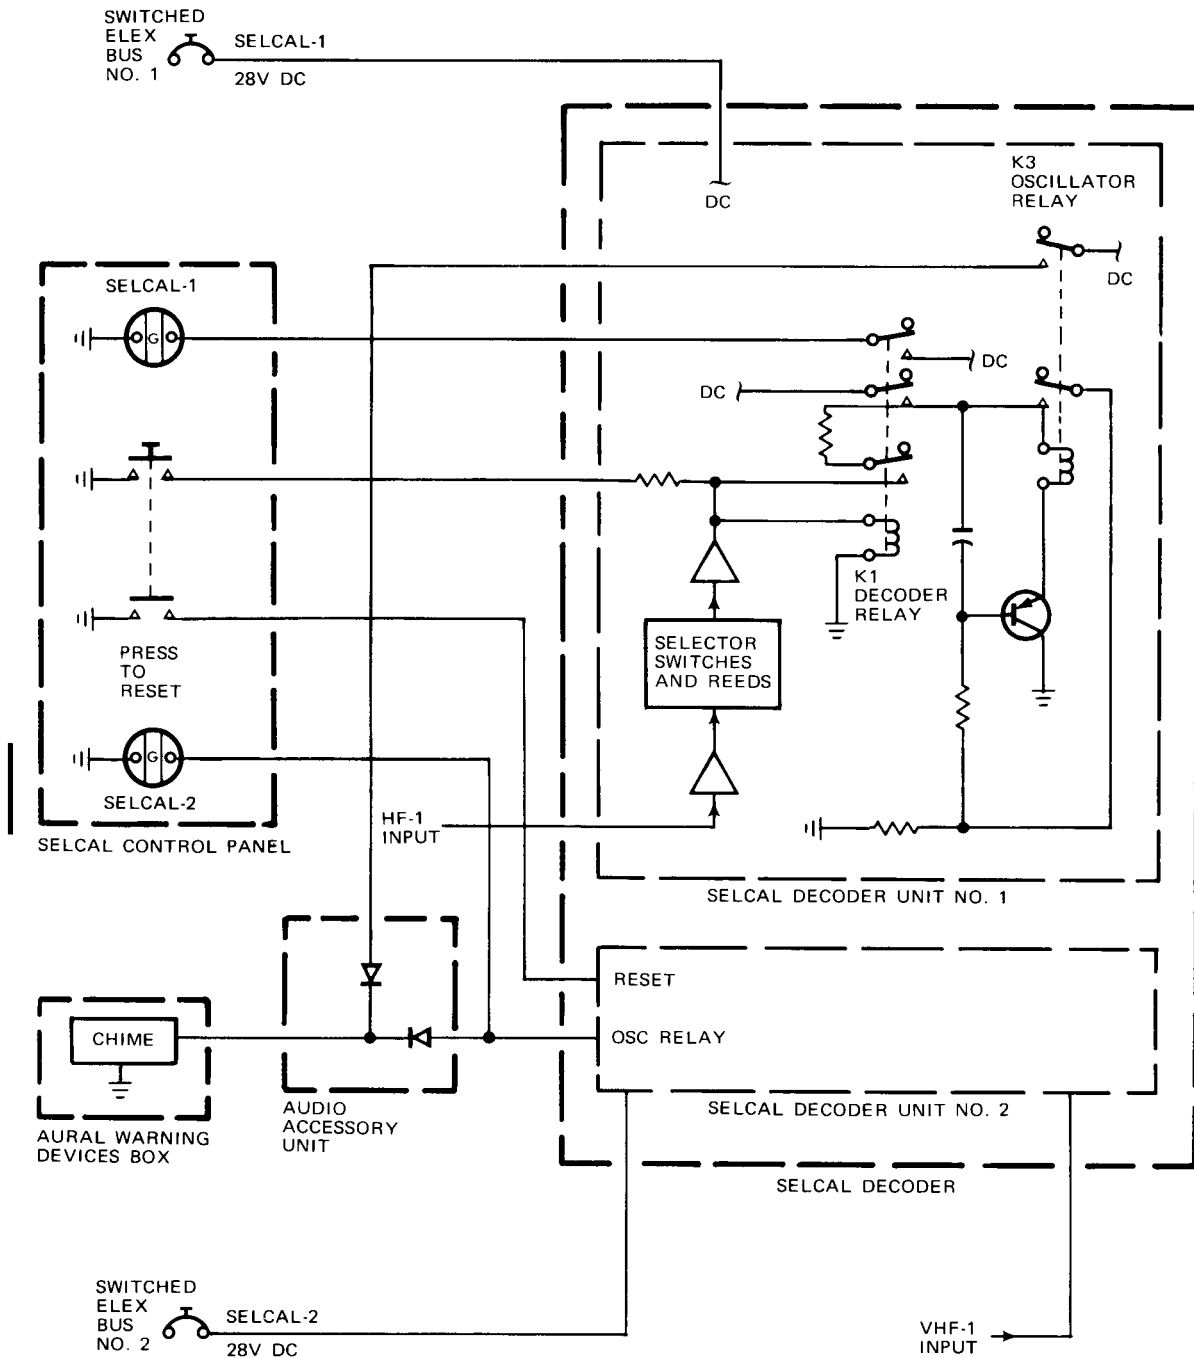 SWITCHED
ELEX
BUS
NO. 1
SELCAL-1
28V DC
DC
K3
OSCILLATOR
RELAY
DC
SELCAL-1
G
DC
DC
K1
DECODER
RELAY
SELECTOR
SWITCHES
AND REEDS
PRESS
TO
RESET
G
SELCAL-2
SELCAL CONTROL PANEL
HF-1
INPUT
SELCAL DECODER UNIT NO. 1
RESET
OSC RELAY
CHIME
AURAL WARNING
DEVICES BOX
AUDIO
ACCESSORY
UNIT
SELCAL DECODER UNIT NO. 2
SELCAL DECODER
SWITCHED
ELEX
BUS
NO. 2
SELCAL-2
28V DC
VHF-1
INPUT